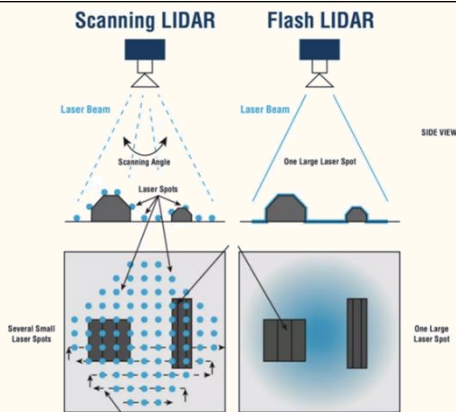 Scanning LIDAR
Flash LIDAR
Laser Beam
Laser Beam
SIDE VIEW
Scanning Angle
One Large Laser Spot
Laser Spots
Several Small
Laser Spots
One Large
Laser Spot